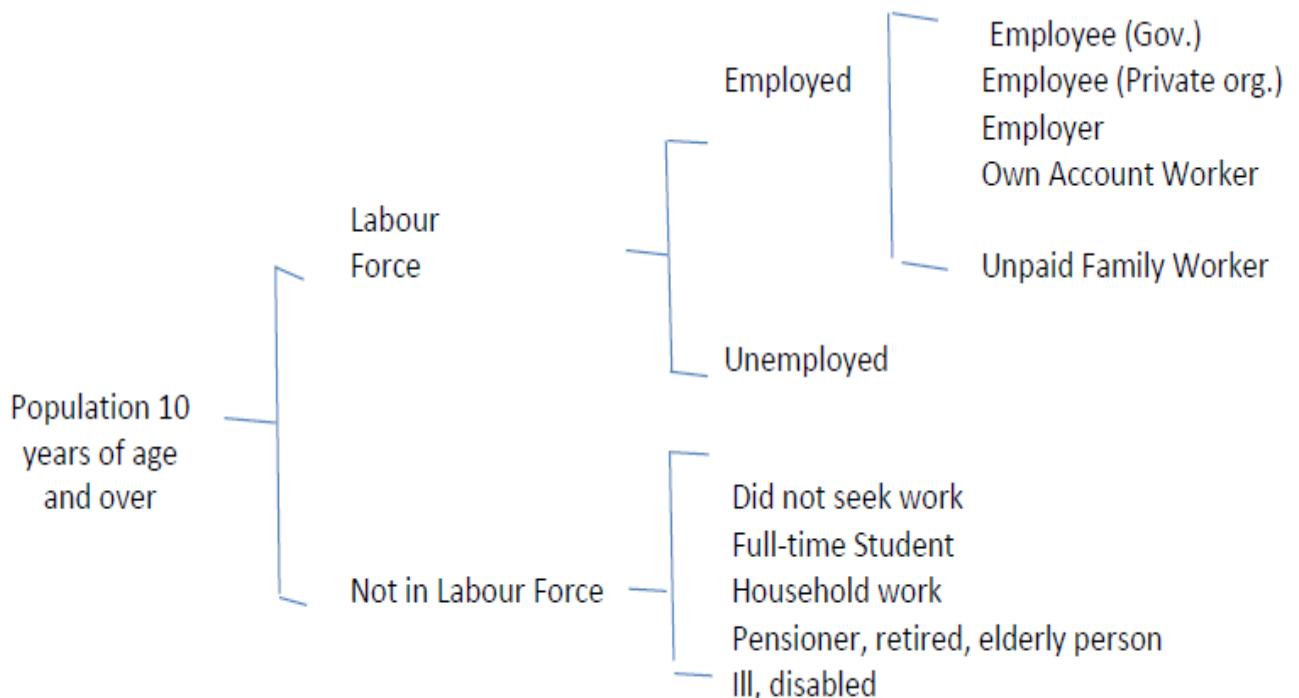 Employee (Gov.)
Employed
Employee (Private org.)
Employer
Own Account Worker
Labour
Force
Unpaid Family Worker
Unemployed
Population 10
years of age
and over
Did not seek work
Full-time Student
Not in Labour Force
Household work
Pensioner, retired, elderly person
Ill, disabled